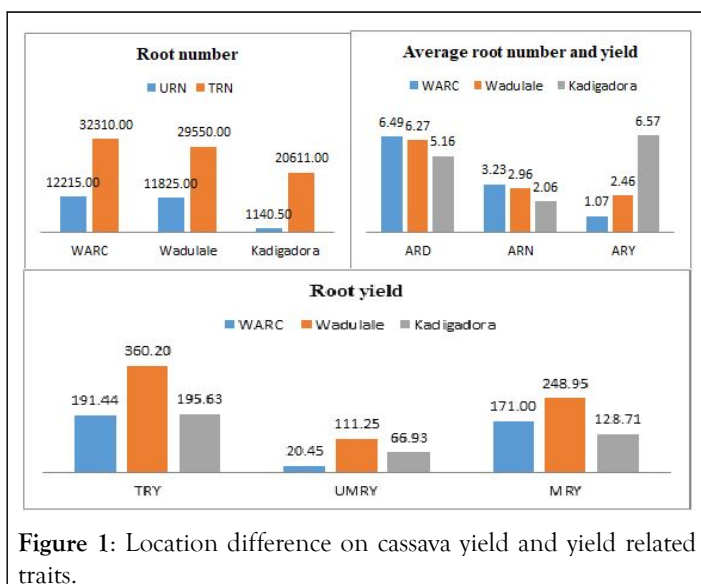 Root number
URN TRN
32310.00
29550.00
20611.00
12215.00
11825.00
1140.50
WARC Wadulale Kadigadora
Average root number and yield
WARC Wadulale Kadigadora
6.49 6.27 5.16
3.23 2.96 2.06
1.07 2.46 6.57
ARD ARN ARY
Root yield
WARC Wadulale Kadigadora
191.44 360.20 195.63
20.45 111.25 66.93
171.00 248.95 128.71
TRY UMRY MRY
Figure 1: Location difference on cassava yield and yield related
traits.